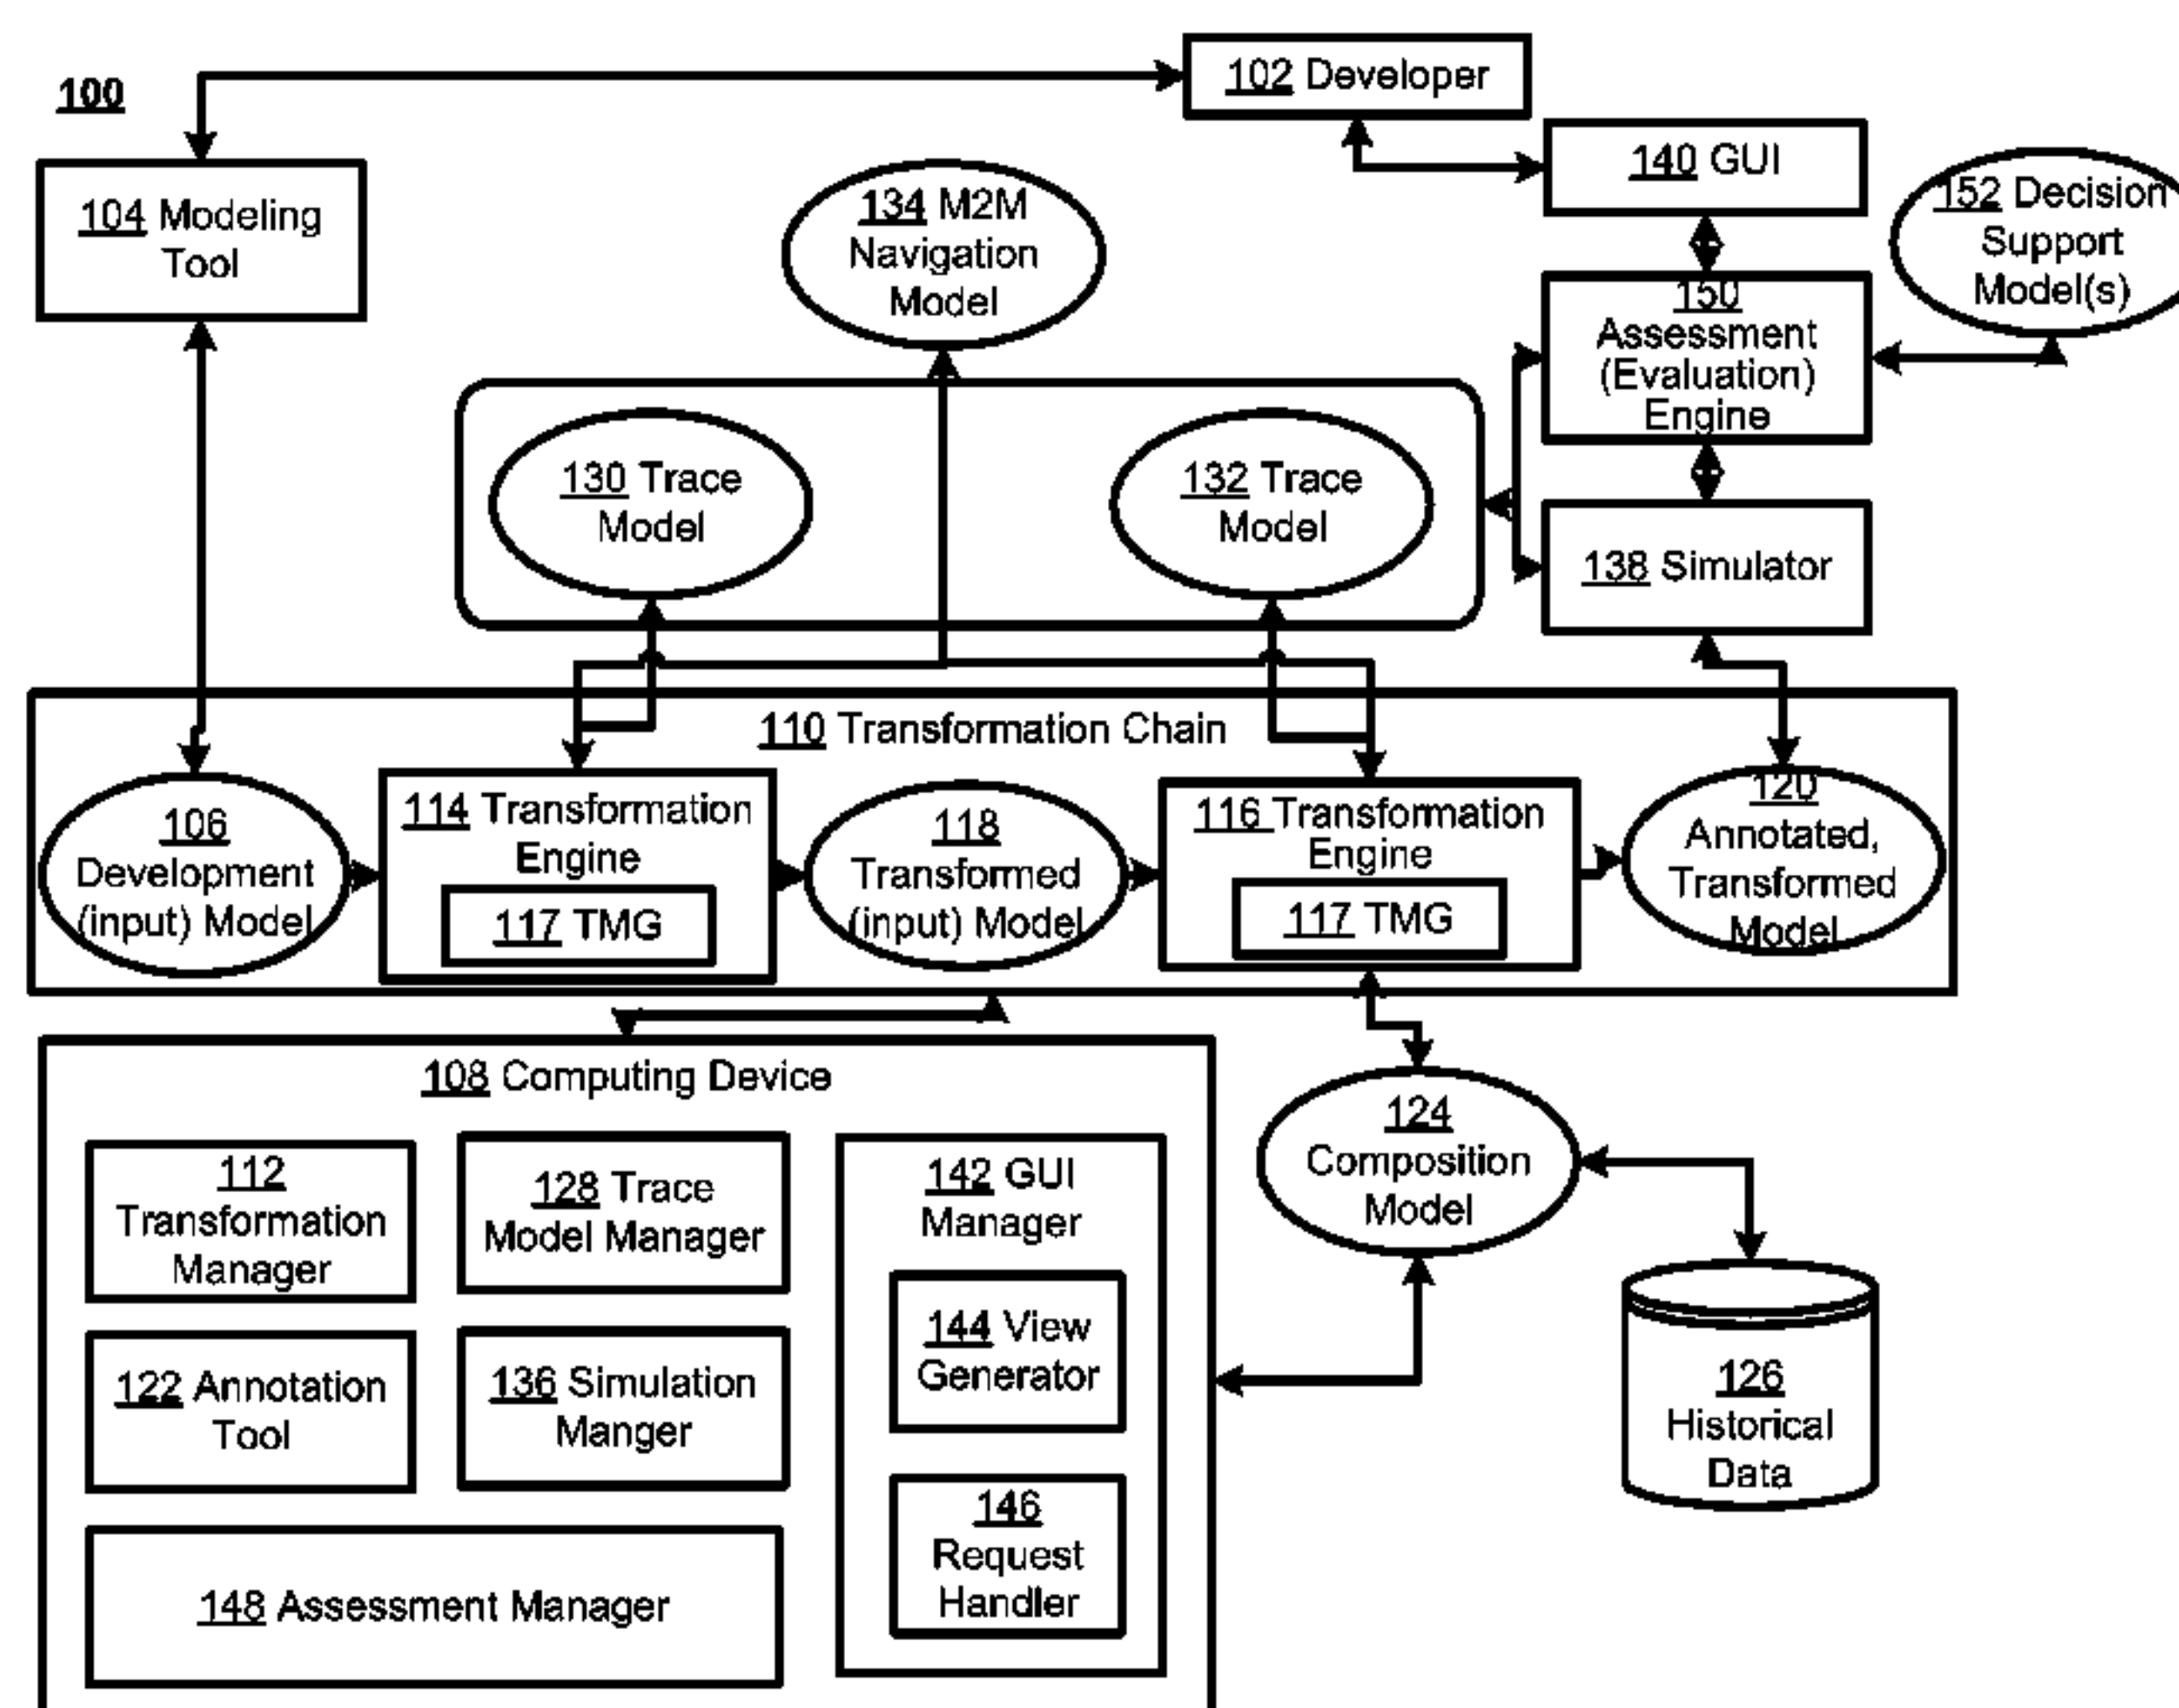 100
102 Developer
140 GUI
104 Modeling
Tool
134 M2M
Navigation
Model
152 Decision
Support
Model(s)
150
Assessment
(Evaluation)
Engine
130 Trace
Model
132 Trace
Model
138 Simulator
110 Transformation Chain
106
Development
(input) Model
114 Transformation
Engine
117 TMG
118
Transformed
(input) Model
116 Transformation
Engine
117 TMG
120
Annotated,
Transformed
Model
108 Computing Device
112
Transformation
Manager
128 Trace
Model Manager
142 GUI
Manager
124
Composition
Model
122 Annotation
Tool
136 Simulation
Manger
144 View
Generator
126
Historical
Data
148 Assessment Manager
146
Request
Handler